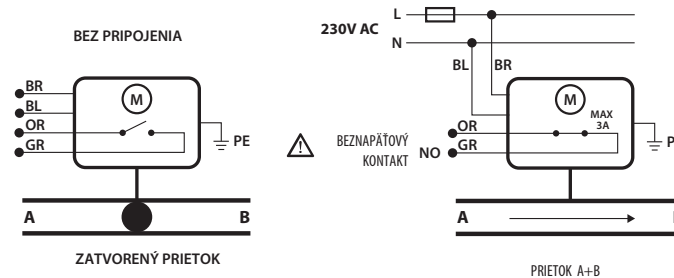 BEZ PRIPOJENIA
BR
BL
OR
GR
M
PE
A
B
ZATVORENÝ PRIETOK
L
230V AC
N
BL
BR
M
MAX
3A
BEZNAPÄŤOVÝ
KONTAKT
OR
NO
GR
A
PRIETOK A+B